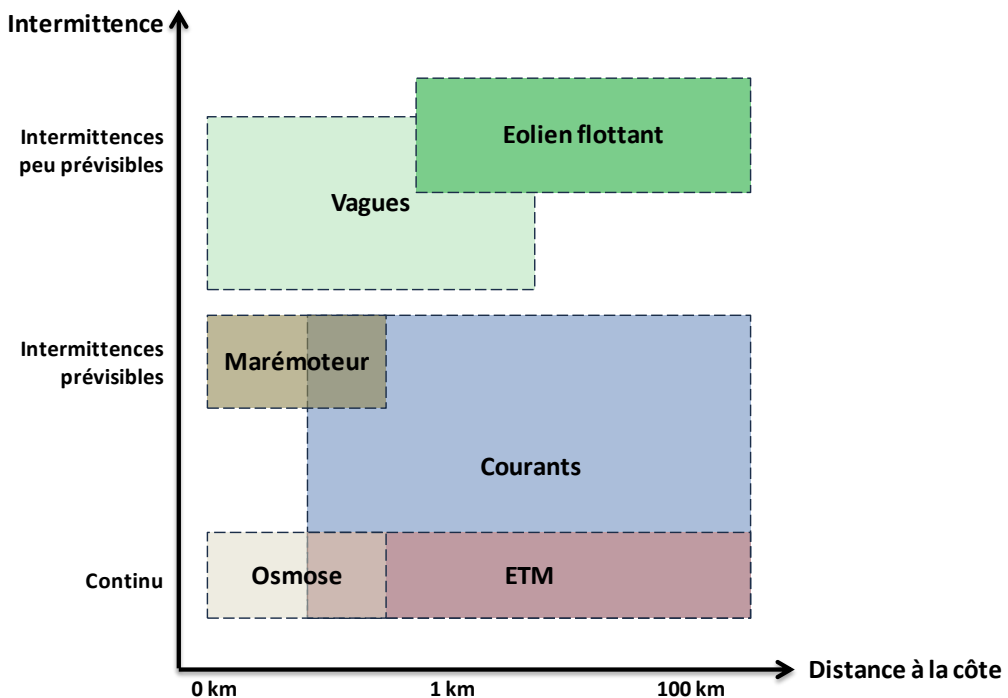 Intermittence
Eolien flottant
Intermittences
peu prévisibles
Vagues
Intermittences
prévisibles
Marémoteur
Courants
Continu
Osmose
ETM
Distance à la côte
0 km
1 km
100 km